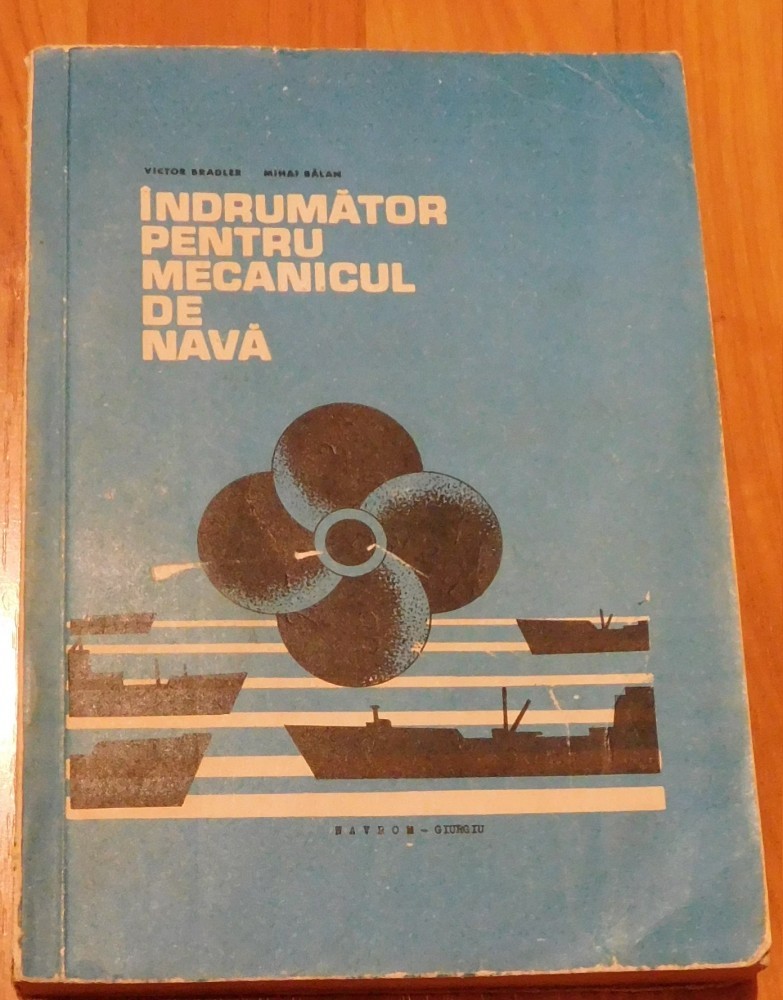 VICTOR BRADLER MIHAI BĂLAN
ÎNDRUMĂTOR
PENTRU
MECANICUL
DE
NAVĂ
NAVROM - GIURGIU